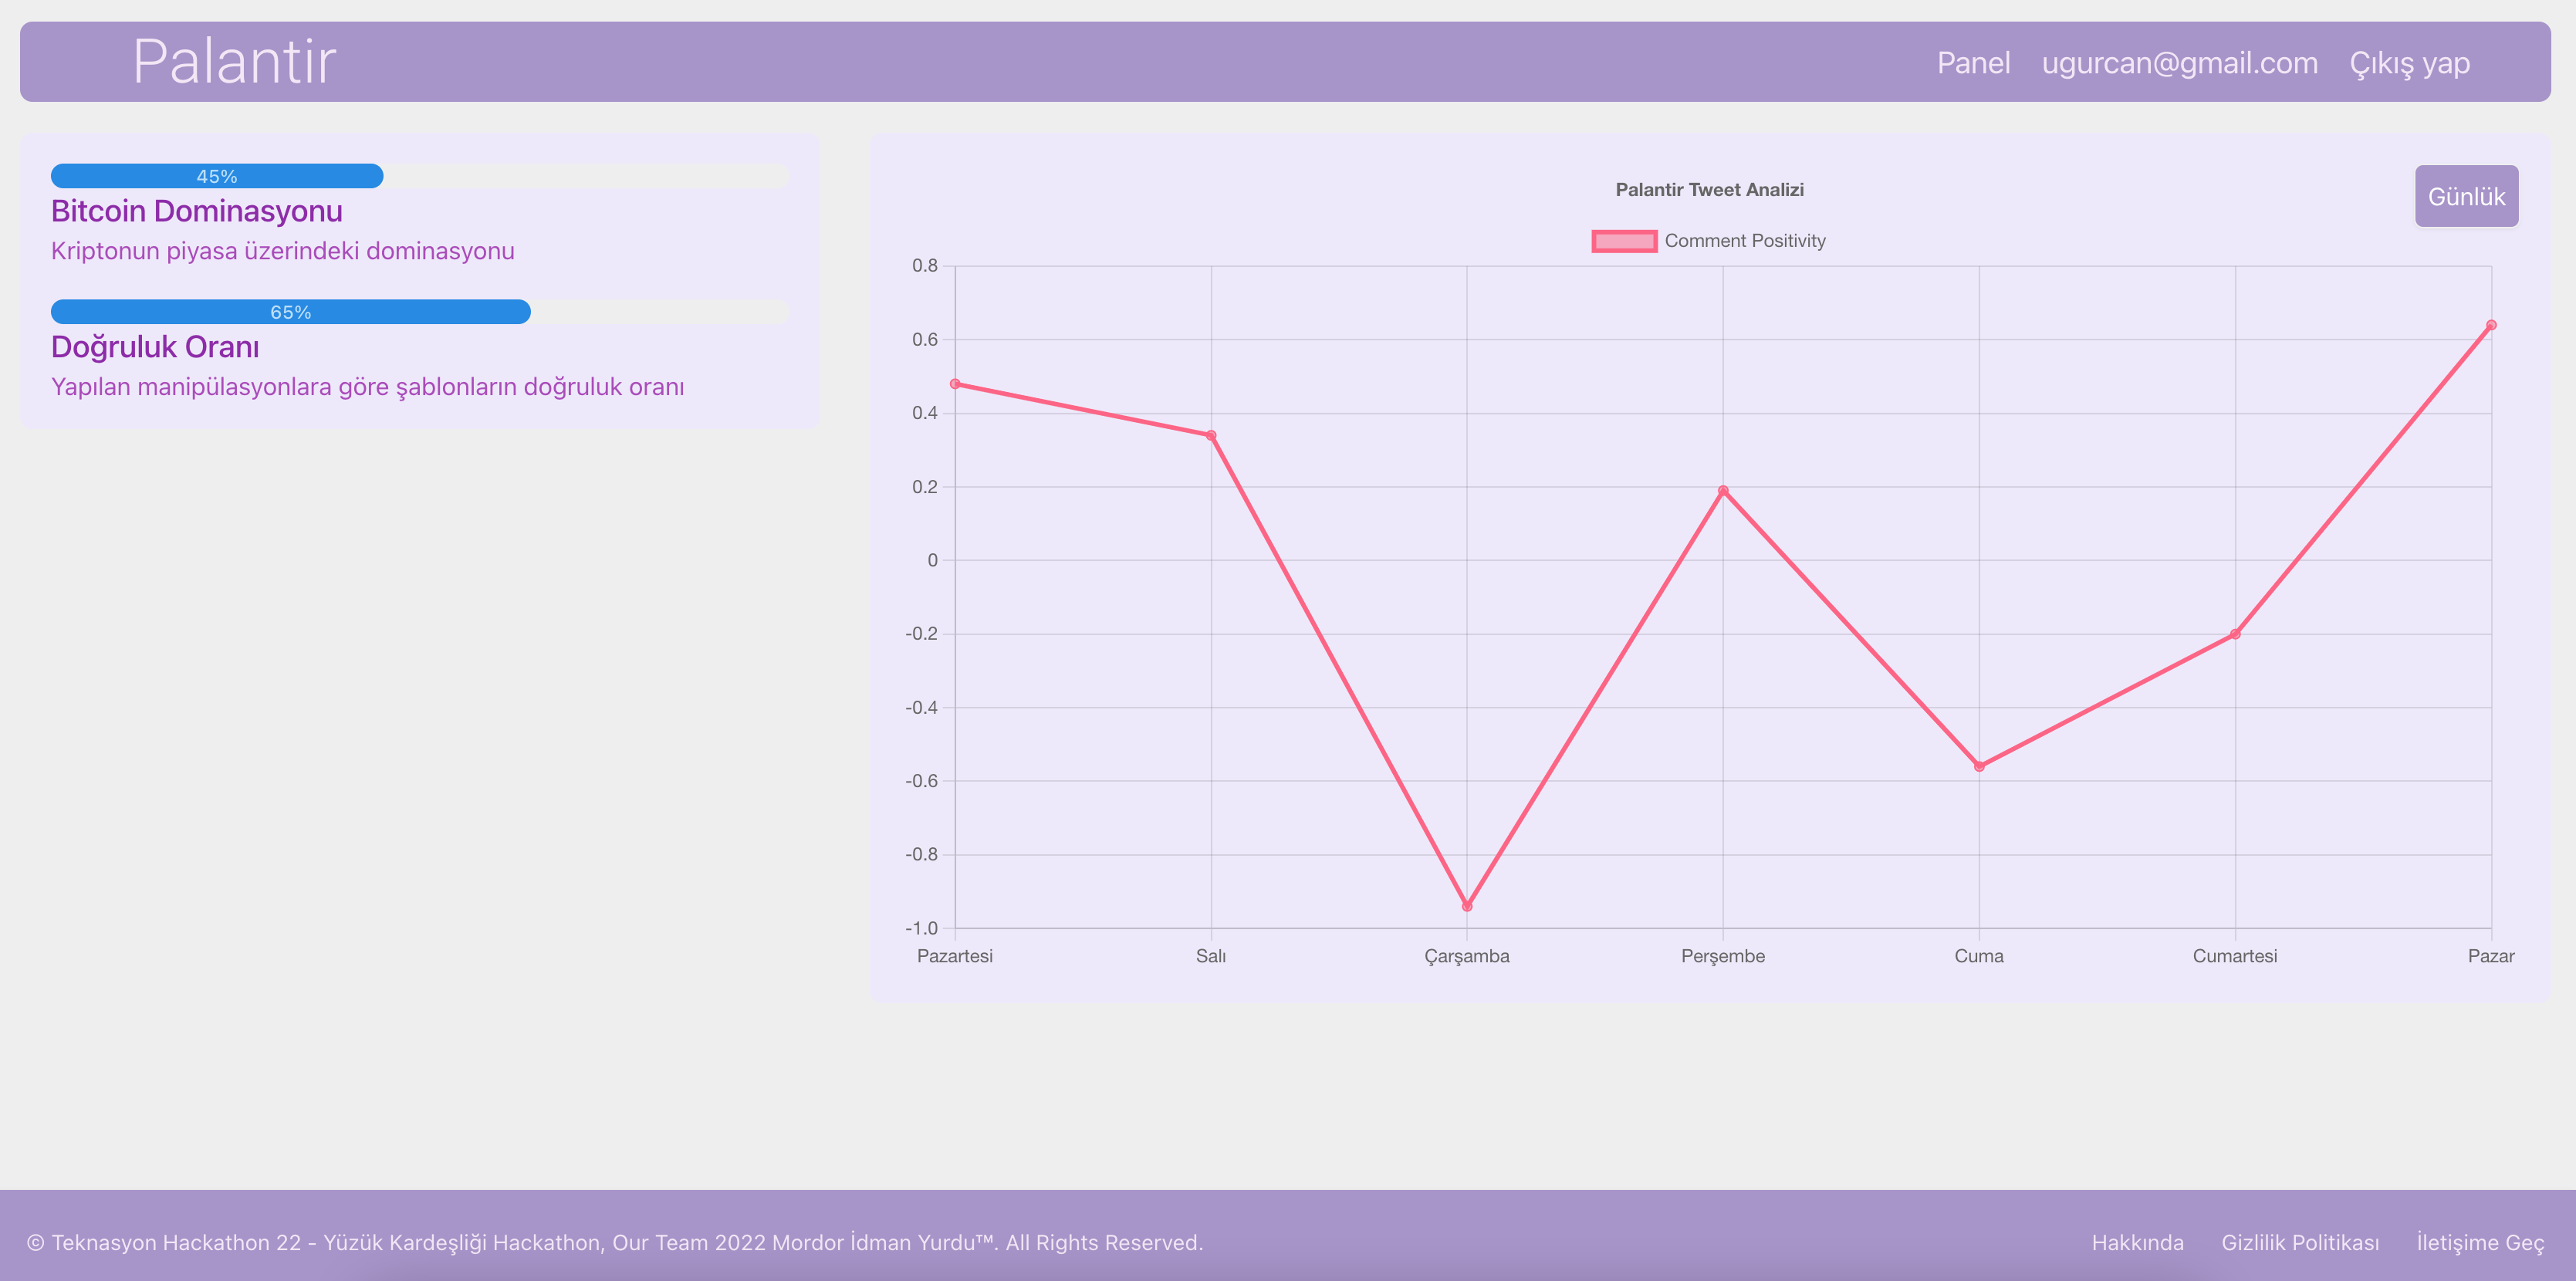 Palantir
Panel ugurcan@gmail.com Çıkış yap
45%
Bitcoin Dominasyonu
Kriptonun piyasa üzerindeki dominasyonu
65%
Doğruluk Oranı
Yapılan manipülasyonlara göre şablonların doğruluk oranı
Palantir Tweet Analizi
Günlük
Comment Positivity
0.8
0.6
0.4
0.2
0
-0.2
-0.4
-0.6
-0.8
-1.0
Pazartesi Salı Çarşamba Perşembe Cuma Cumartesi Pazar
© Teknasyon Hackathon 22 - Yüzük Kardeşliği Hackathon, Our Team 2022 Mordor İdman Yurdu™. All Rights Reserved.
Hakkında Gizlilik Politikası İletişime Geç